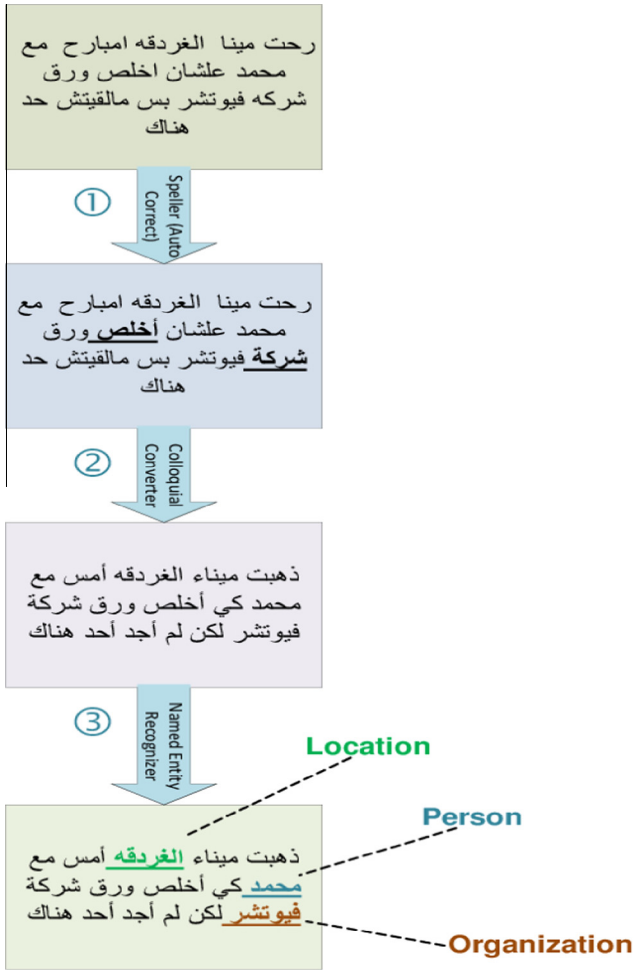 رحت مينا الغردقه امبارح مع
محمد علشان اخلص ورق
شركه فيوتشر بس مالقيتش حد
هناك
①
Speller (Auto
Correct)
رحت مينا الغردقه امبارح مع
محمد علشان أخلص ورق
شركة فيوتشر بس مالقيتش حد
هناك
②
Colloquial
Converter
ذهبت ميناء الغردقه أمس مع
محمد كي أخلص ورق شركة
فيوتشر لكن لم أجد أحد هناك
③
Named Entity
Recognizer
Location
Person
ذهبت ميناء الغردقه أمس مع
محمد كي أخلص ورق شركة
فيوتشر لكن لم أجد أحد هناك
Organization